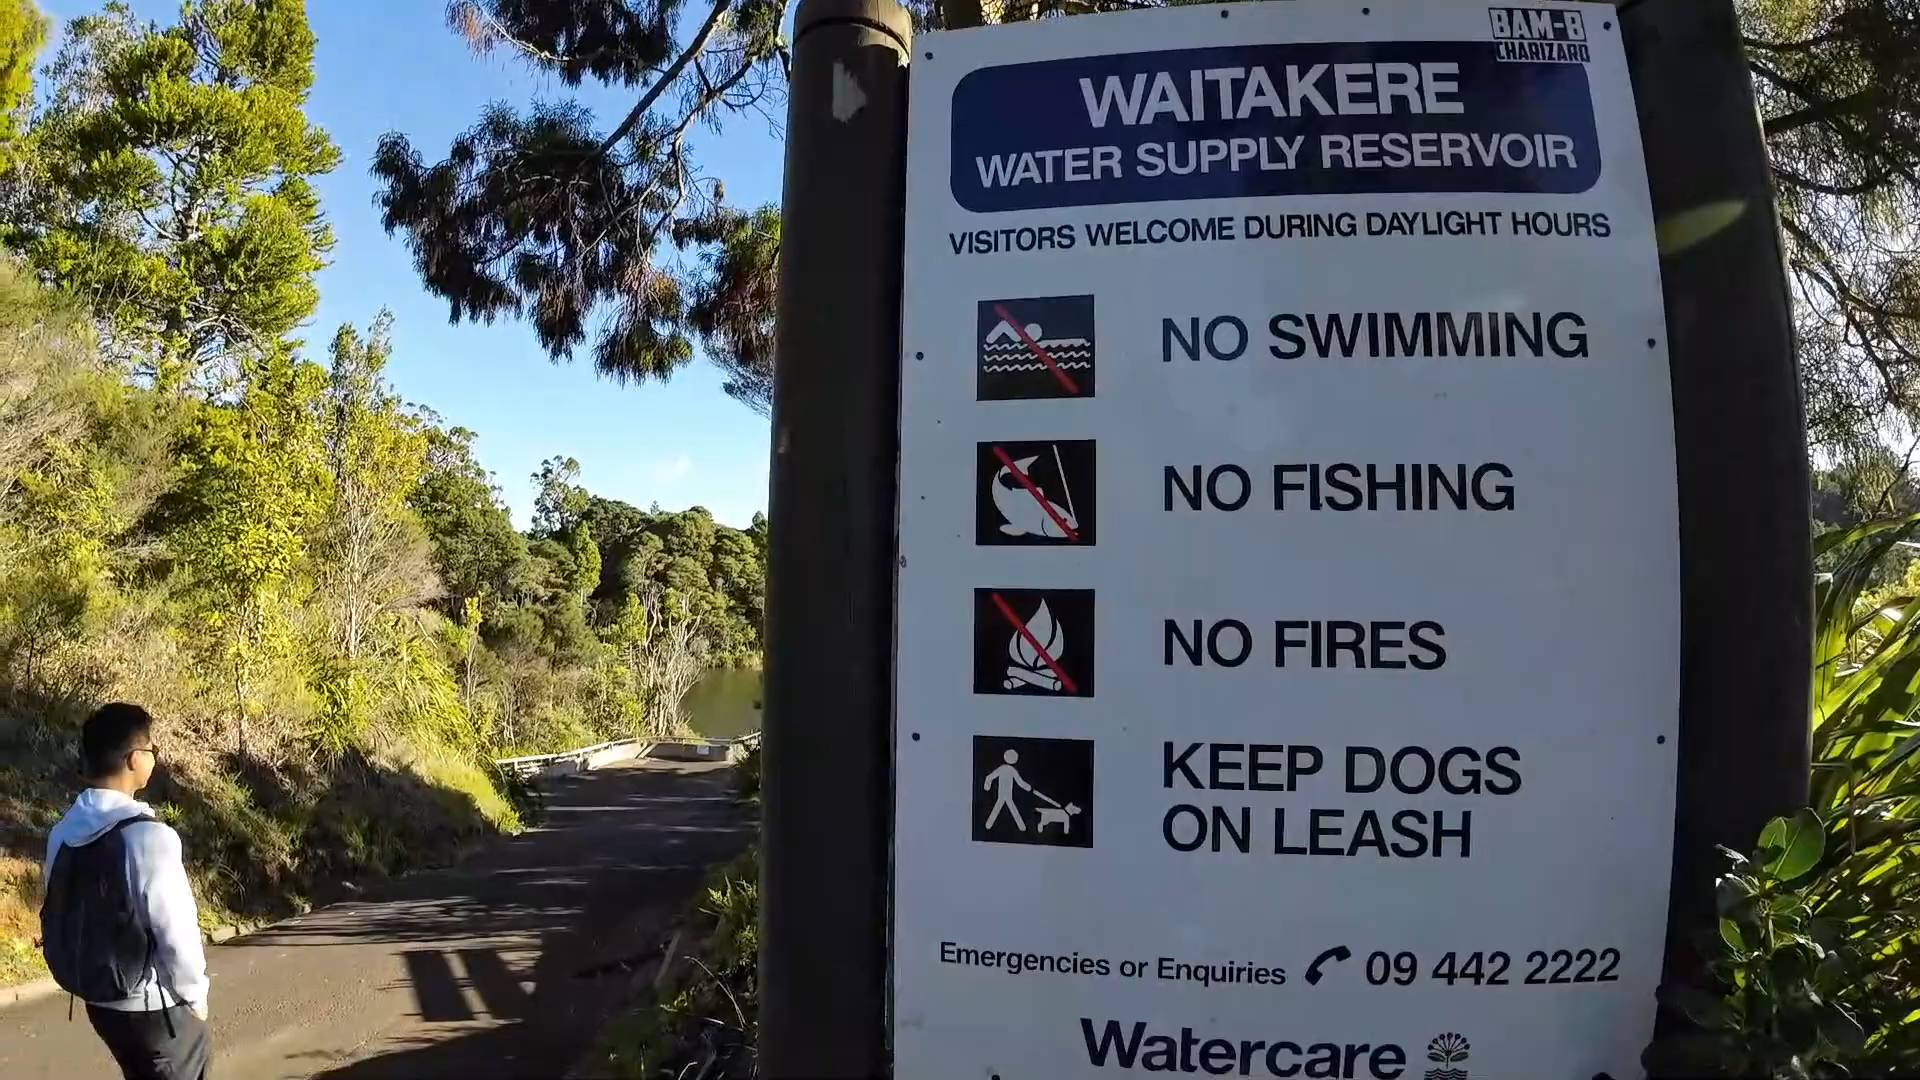 BAM-B
CHARIZARD
WAITAKERE
WATER SUPPLY RESERVOIR
VISITORS WELCOME DURING DAYLIGHT HOURS
NO SWIMMING
NO FISHING
NO FIRES
KEEP DOGS
ON LEASH
Emergencies or Enquiries 09 442 2222
Watercare